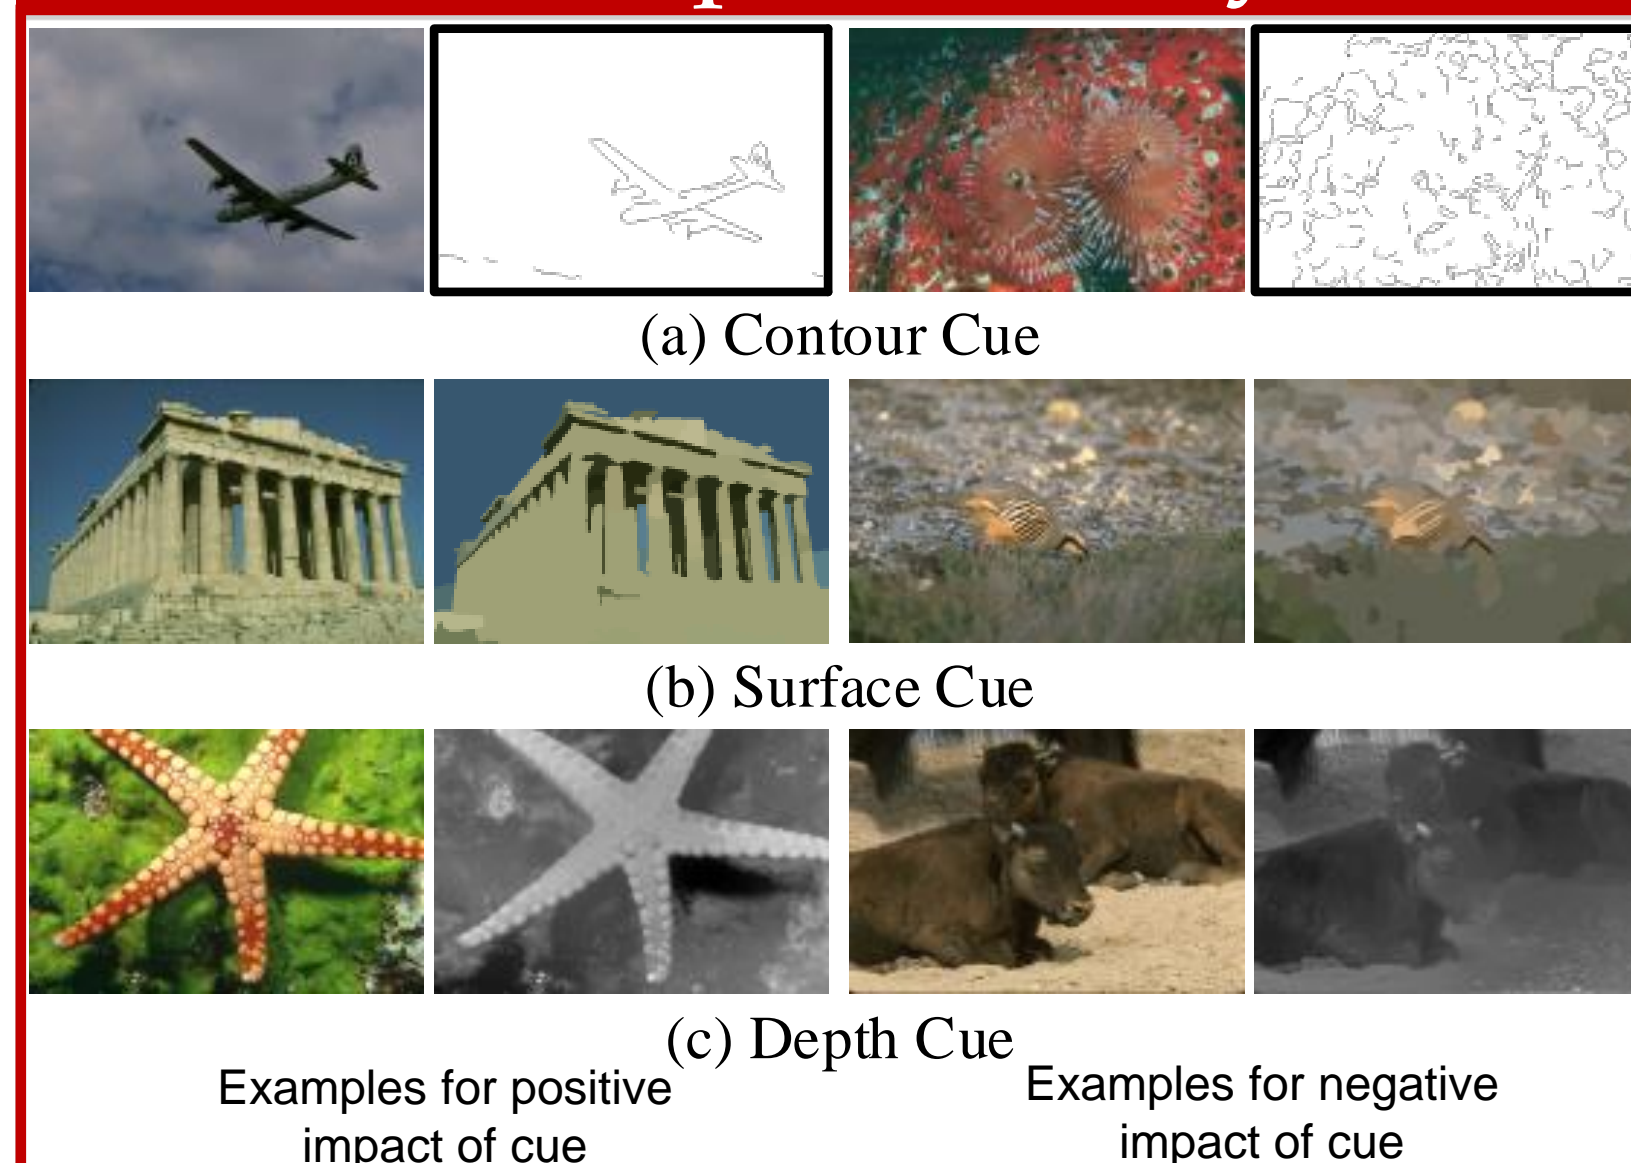 (a) Contour Cue
(b) Surface Cue
(c) Depth Cue
Examples for positive
impact of cue
Examples for negative
impact of cue